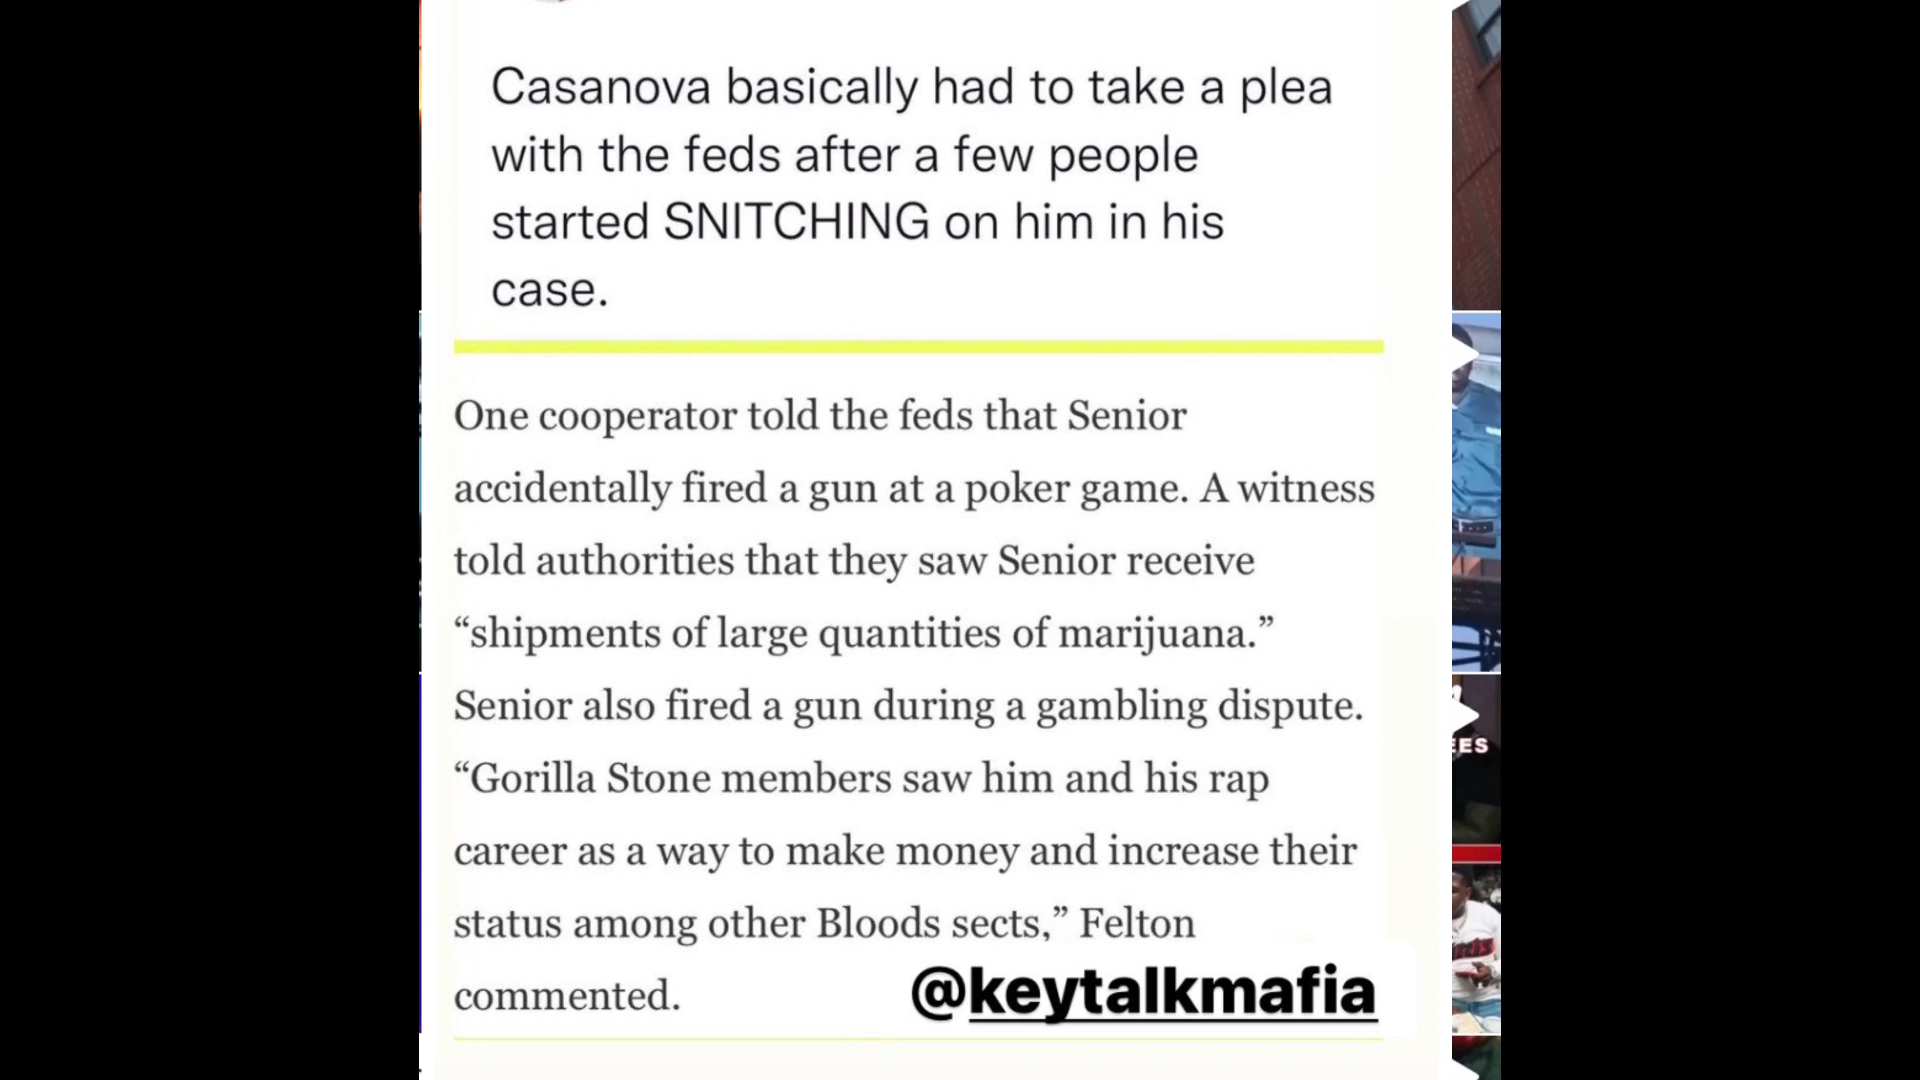 Casanova basically had to take a plea
with the feds after a few people
started SNITCHING on him in his
case.
One cooperator told the feds that Senior
accidentally fired a gun at a poker game. A witness
told authorities that they saw Senior receive
“shipments of large quantities of marijuana.”
Senior also fired a gun during a gambling dispute.
“Gorilla Stone members saw him and his rap
career as a way to make money and increase their
status among other Bloods sects,” Felton
commented.
@keytalkmafia